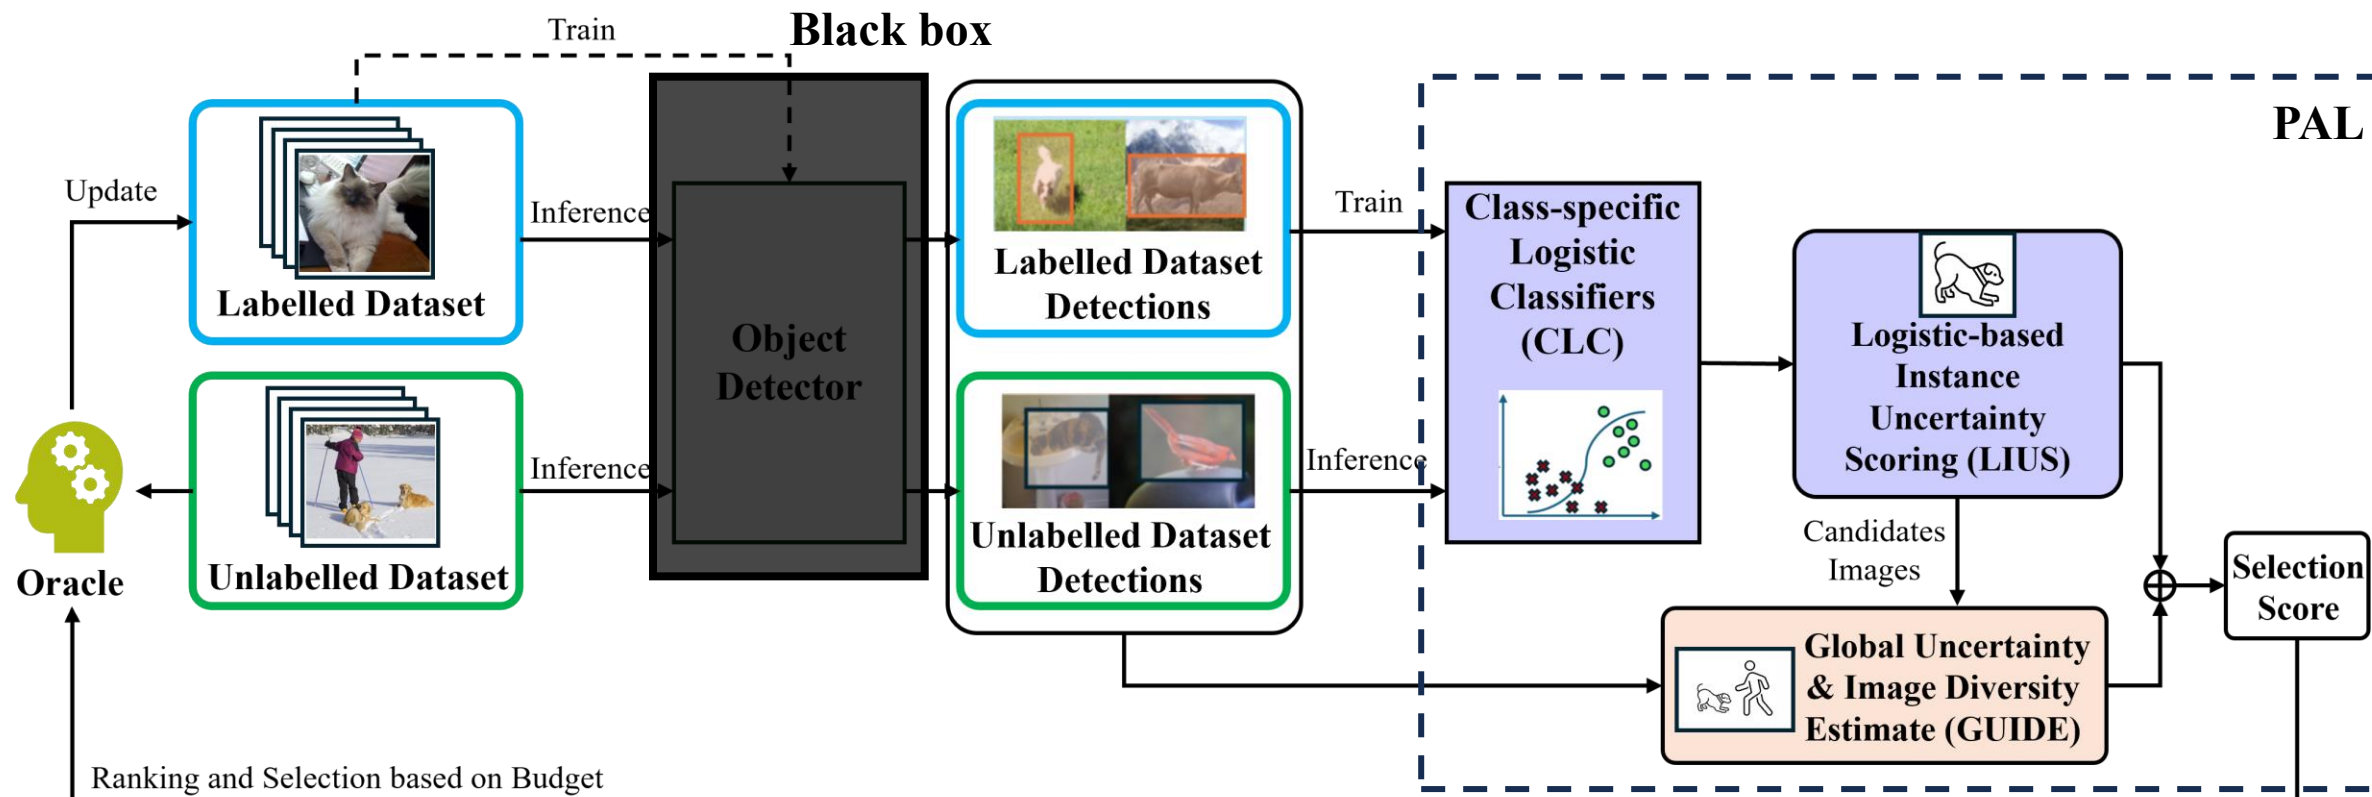 Train
Black box
PAL
Update
Inference
Labelled Dataset
Labelled Dataset
Detections
Train
Class-specific
Logistic
Classifiers
(CLC)
Logistic-based
Instance
Uncertainty
Scoring (LIUS)
Object
Detector
Inference
Inference
Oracle
Unlabelled Dataset
Unlabelled Dataset
Detections
Candidates
Images
Selection
Score
Global Uncertainty
& Image Diversity
Estimate (GUIDE)
Ranking and Selection based on Budget